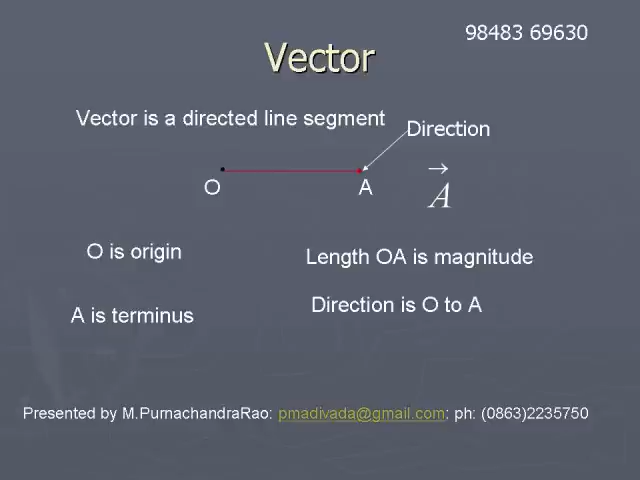 98483 69630
Vector
Vector is a directed line segment
Direction
O
A
A
O is origin
Length OA is magnitude
Direction is O to A
A is terminus
Presented by M.PurnachandraRao: pmadivada@gmail.com: ph: (0863)2235750